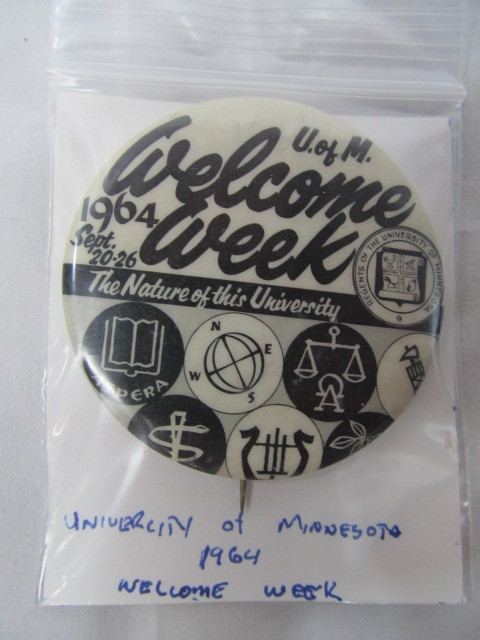 U. of M.
Welcome
1964 Week
Sept.
20-26
The Nature of this University
REGENTS OF THE UNIVERSITY OF MINNESOTA
N
E
W
S
UNIVERCITY of MINNESOTA
1964
WELCOME WEEK